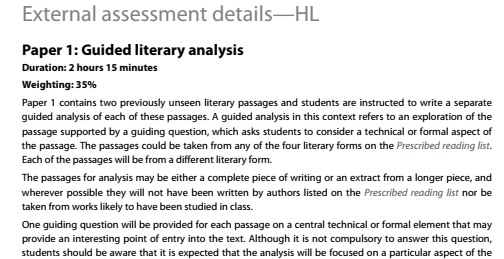 External assessment details—HL
Paper 1: Guided literary analysis
Duration: 2 hours 15 minutes
Weighting: 35%
Paper 1 contains two previously unseen literary passages and students are instructed to write a separate
guided analysis of each of these passages. A guided analysis in this context refers to an exploration of the
passage supported by a guiding question, which asks students to consider a technical or formal aspect of
the passage. The passages could be taken from any of the four literary forms on the Prescribed reading list.
Each of the passages will be from a different literary form.
The passages for analysis may be either a complete piece of writing or an extract from a longer piece, and
wherever possible they will not have been written by authors listed on the Prescribed reading list nor be
taken from works likely to have been studied in class.
One guiding question will be provided for each passage on a central technical or formal element that may
provide an interesting point of entry into the text. Although it is not compulsory to answer this question,
students should be aware that it is expected that the analysis will be focused on a particular aspect of the